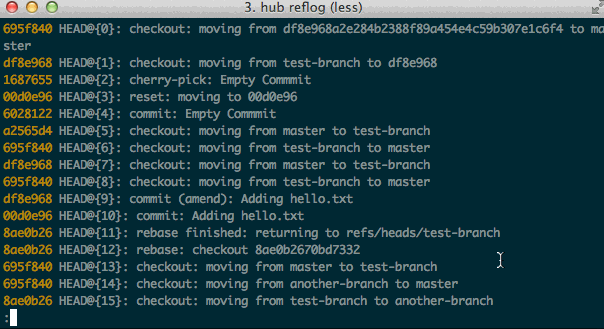 3. hub reflog (less)
695f840 HEAD@{0}: checkout: moving from df8e968a2e284b2388f89a454e4c59b307e1c6f4 to ma
ster
df8e968 HEAD@{1}: checkout: moving from test-branch to df8e968
1687655 HEAD@{2}: cherry-pick: Empty Commmit
00d0e96 HEAD@{3}: reset: moving to 00d0e96
6028122 HEAD@{4}: commit: Empty Commmit
a2565d4 HEAD@{5}: checkout: moving from master to test-branch
695f840 HEAD@{6}: checkout: moving from test-branch to master
df8e968 HEAD@{7}: checkout: moving from master to test-branch
695f840 HEAD@{8}: checkout: moving from test-branch to master
df8e968 HEAD@{9}: commit (amend): Adding hello.txt
00d0e96 HEAD@{10}: commit: Adding hello.txt
8ae0b26 HEAD@{11}: rebase finished: returning to refs/heads/test-branch
8ae0b26 HEAD@{12}: rebase: checkout 8ae0b2670bd7332
695f840 HEAD@{13}: checkout: moving from master to test-branch
695f840 HEAD@{14}: checkout: moving from another-branch to master
8ae0b26 HEAD@{15}: checkout: moving from test-branch to another-branch
: